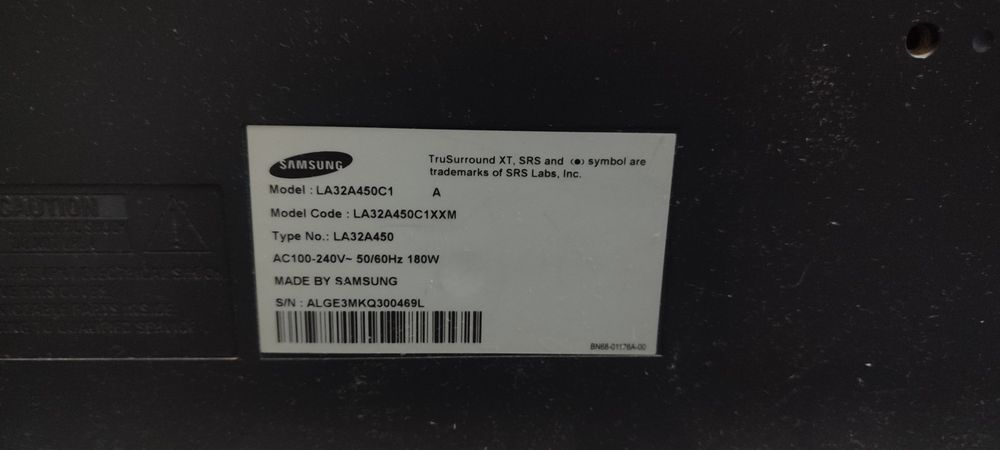 SAMSUNG
TruSurround XT, SRS and (●) symbol are
trademarks of SRS Labs, Inc.
Model : LA32A450C1 A
Model Code : LA32A450C1XXM
Type No.: LA32A450
AC100-240V~ 50/60Hz 180W
MADE BY SAMSUNG
S/N : ALGE3MKQ300469L
BN68-01176A-00
CAUTION